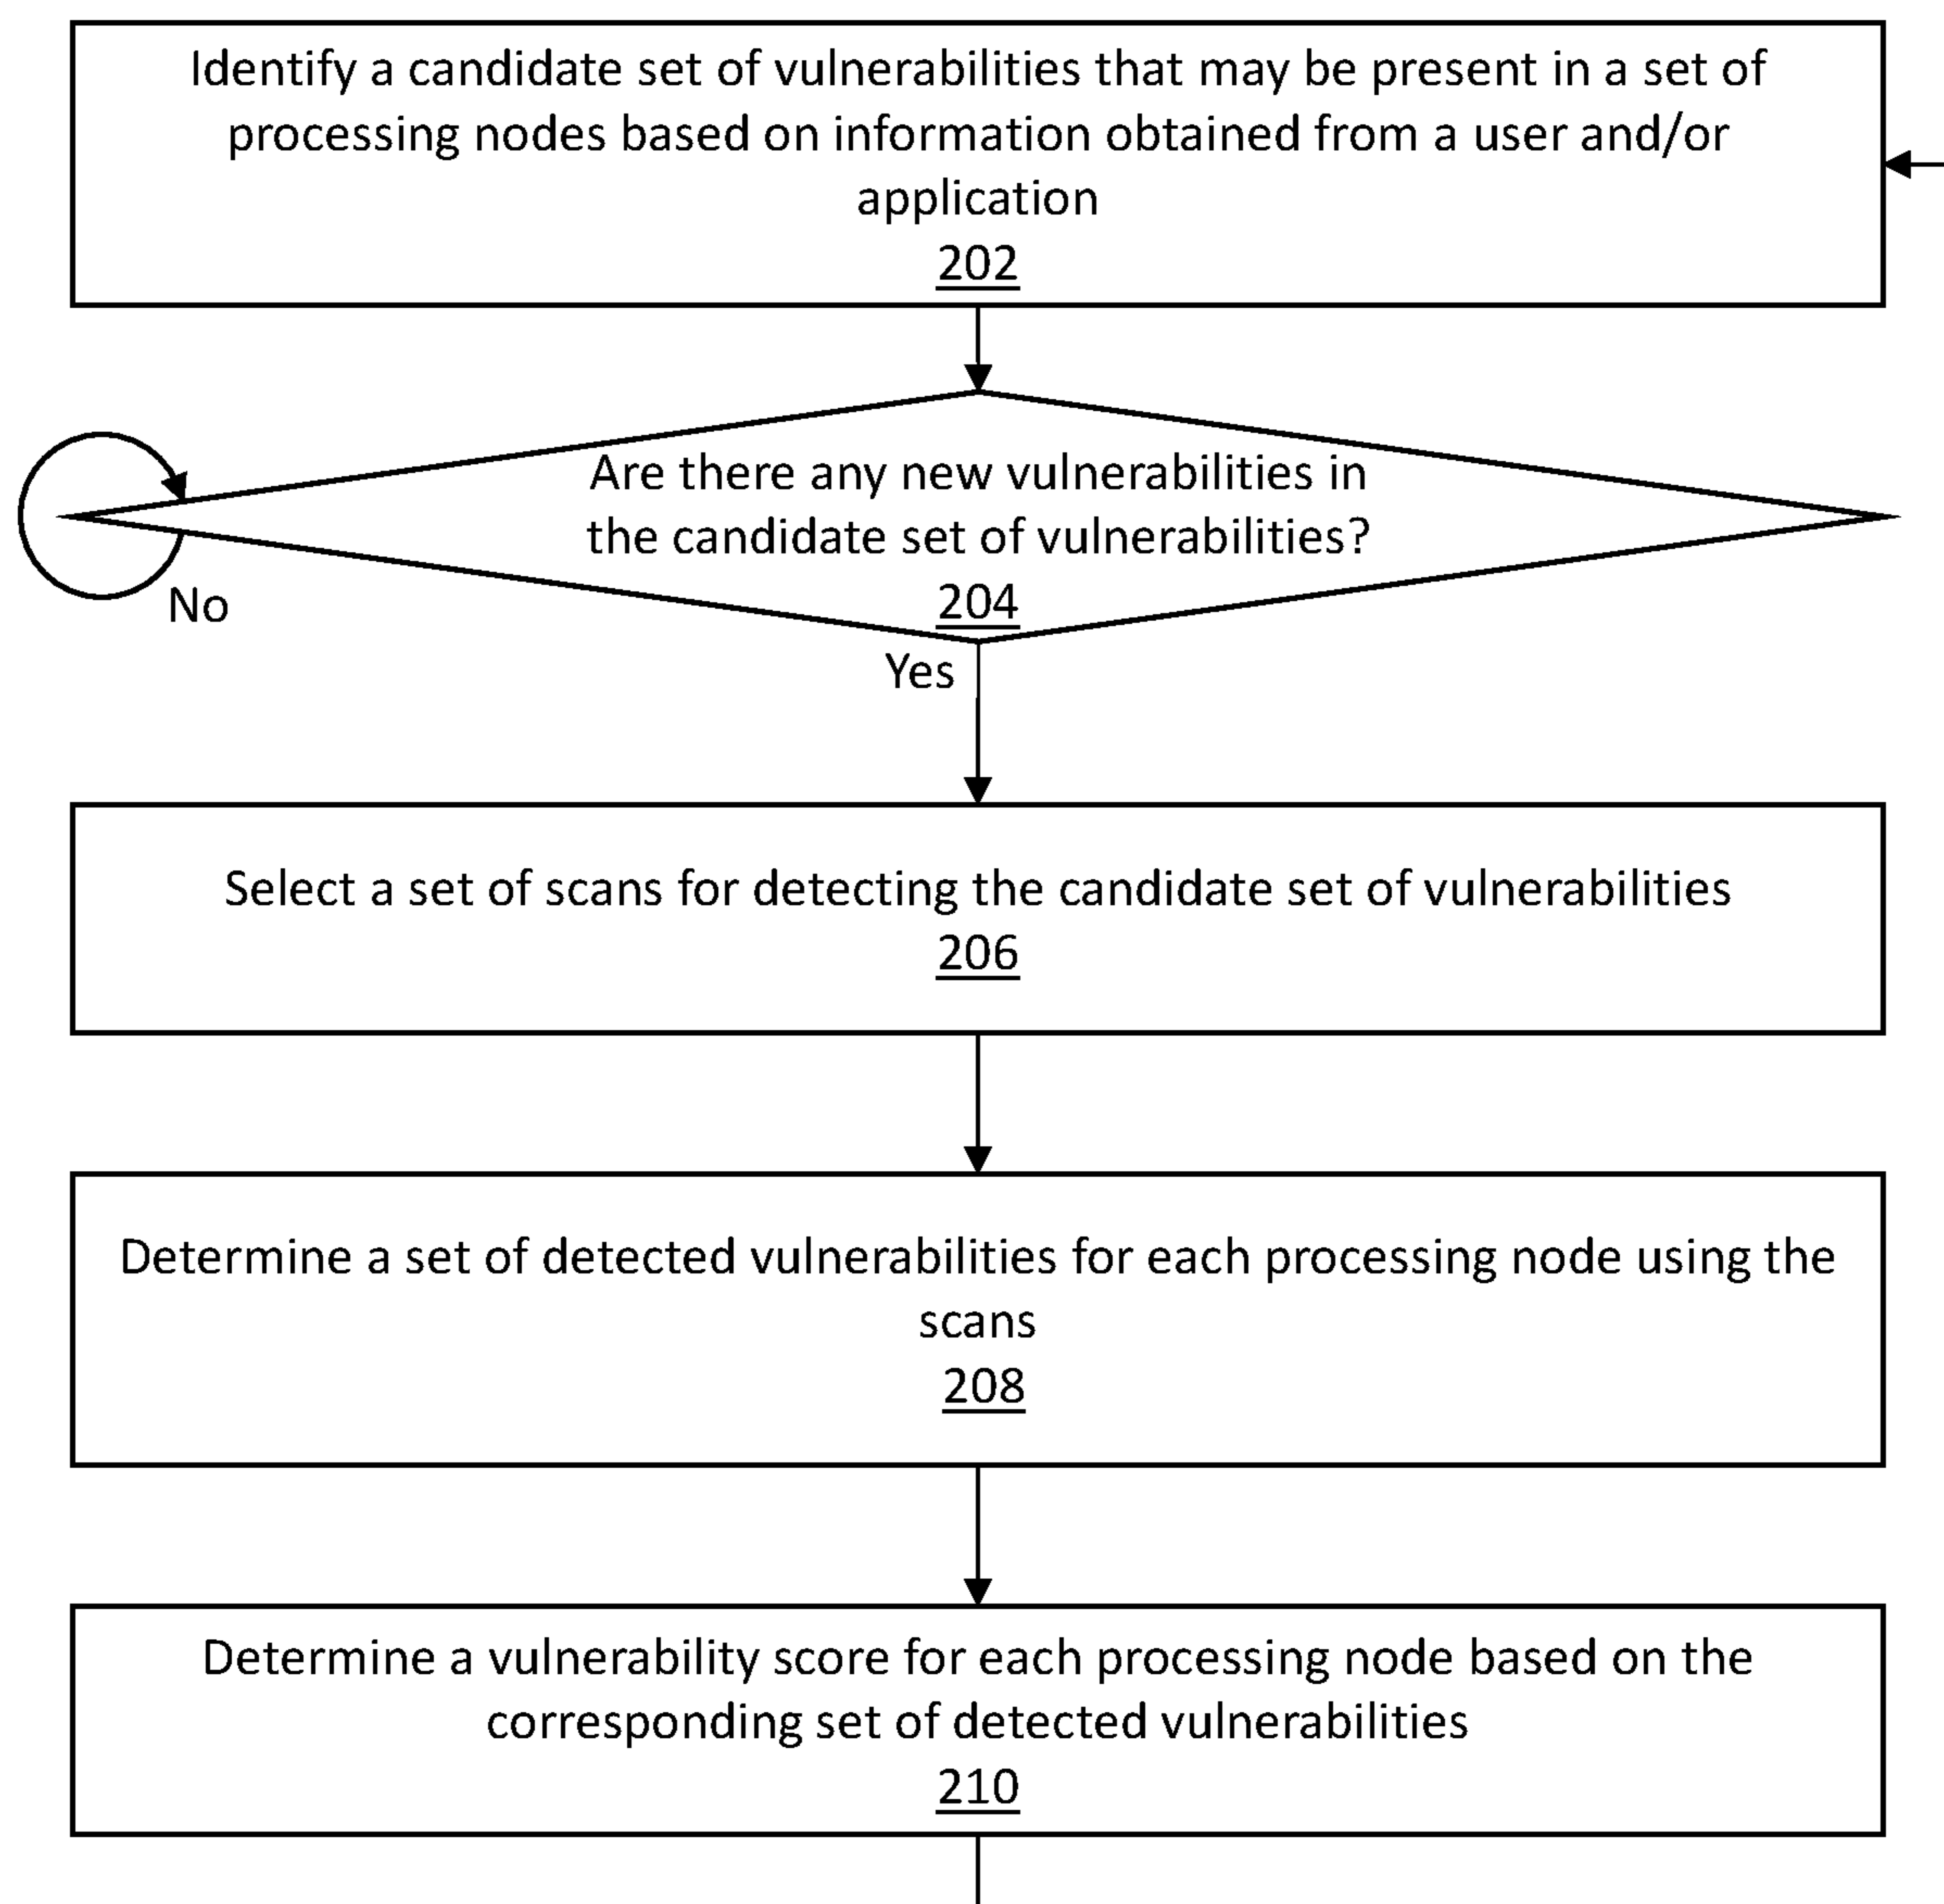 Identify a candidate set of vulnerabilities that may be present in a set of
processing nodes based on information obtained from a user and/or
application
202
Are there any new vulnerabilities in
the candidate set of vulnerabilities?
204
No
Yes
Select a set of scans for detecting the candidate set of vulnerabilities
206
Determine a set of detected vulnerabilities for each processing node using the
scans
208
Determine a vulnerability score for each processing node based on the
corresponding set of detected vulnerabilities
210